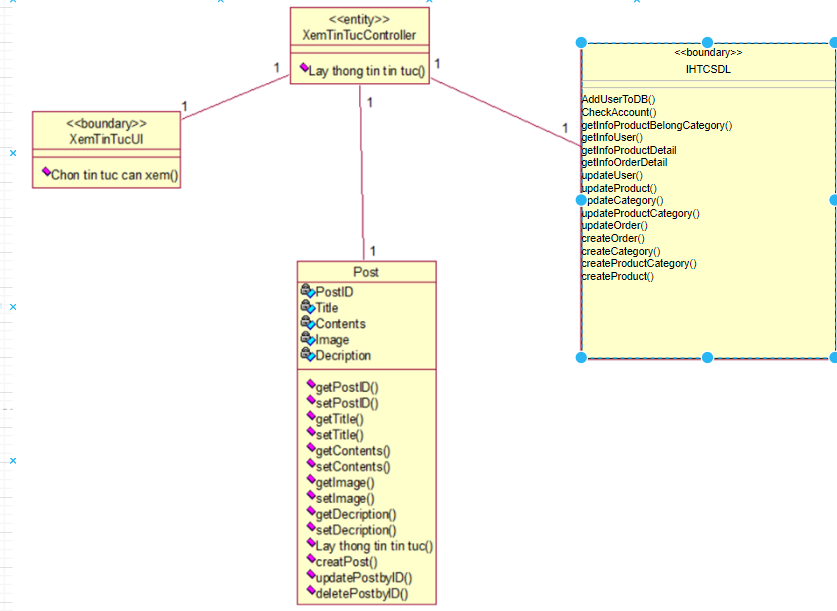 <<entity>>
XemTinTucController
Lay thong tin tin tuc()
1
1
1
1
1
1
<<boundary>>
XemTinTucUI
Chon tin tuc can xem()
<<boundary>>
IHTCSDL
AddUserToDB()
CheckAccount()
getInfoProductBelongCategory()
getInfoUser()
getInfoProductDetail
getInfoOrderDetail
updateUser()
updateProduct()
updateCategory()
updateProductCategory()
updateOrder()
createOrder()
createCategory()
createProductCategory()
createProduct()
Post
PostID
Title
Contents
Image
Decription
getPostID()
setPostID()
getTitle()
setTitle()
getContents()
setContents()
getImage()
setImage()
getDecription()
setDecription()
Lay thong tin tin tuc()
creatPost()
updatePostbyID()
deletePostbyID()